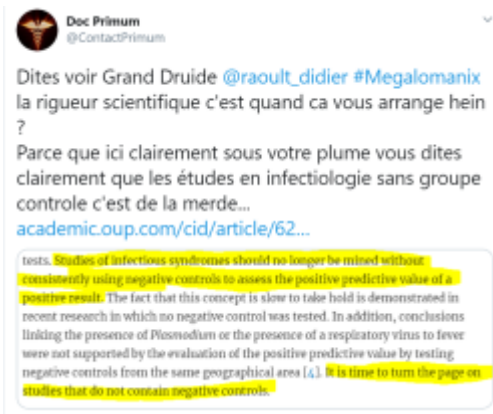 Doc Primum
@ContactPrimum
Dites voir Grand Druide @raoult_didier #Megalomanix
la rigueur scientifique c'est quand ca vous arrange hein
?
Parce que ici clairement sous votre plume vous dites
clairement que les études en infectiologie sans groupe
controle c'est de la merde...
academic.oup.com/cid/article/62...
tests. Studies of infectious syndromes should no longer be mined without
consistently using negative controls to assess the positive predictive value of a
positive result. The fact that this concept is slow to take hold is demonstrated in
recent research in which no negative control was tested. In addition, conclusions
linking the presence of Plasmodium or the presence of a respiratory virus to fever
were not supported by the evaluation of the positive predictive value by testing
negative controls from the same geographical area [4]. It is time to turn the page on
studies that do not contain negative controls.